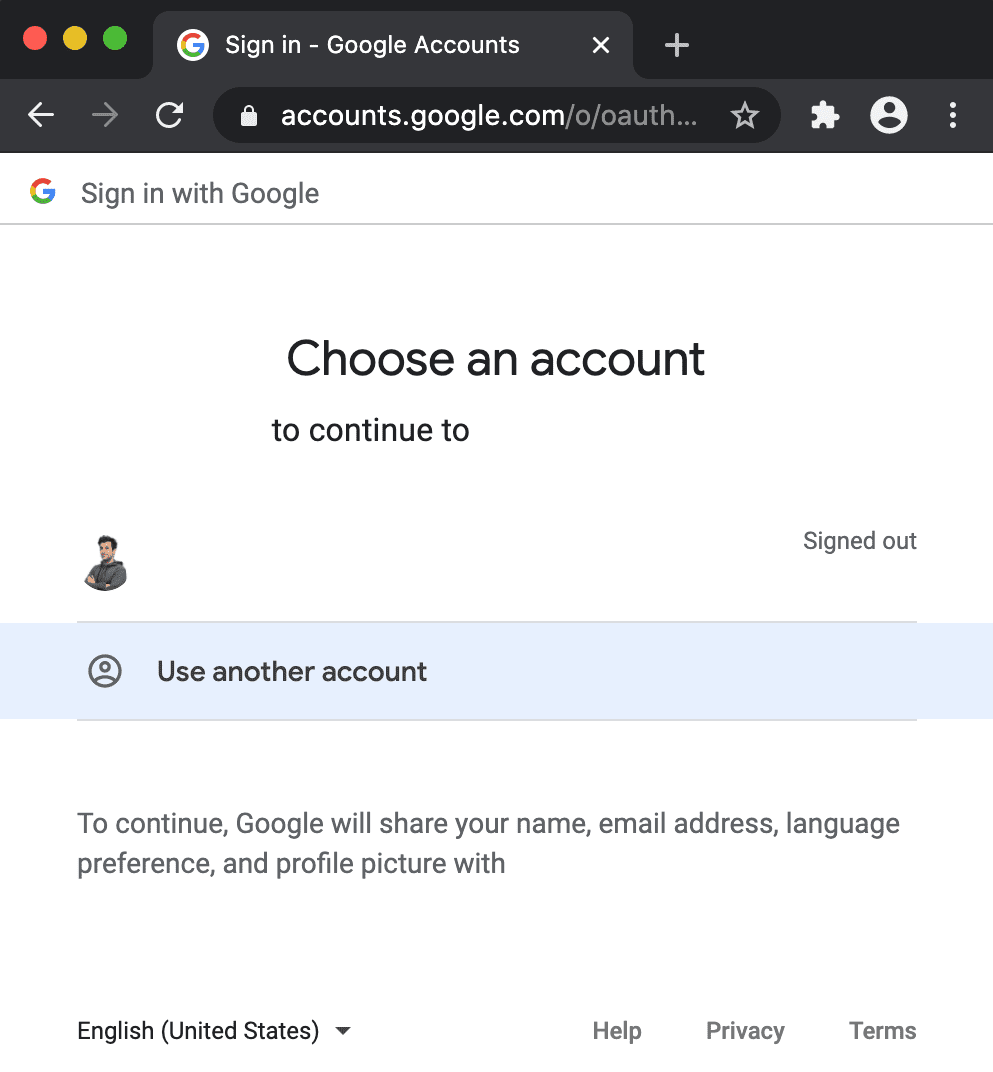 Sign in - Google Accounts
accounts.google.com/o/oauth...
Sign in with Google
Choose an account
to continue to
Signed out
Use another account
To continue, Google will share your name, email address, language
preference, and profile picture with
English (United States)
Help Privacy Terms